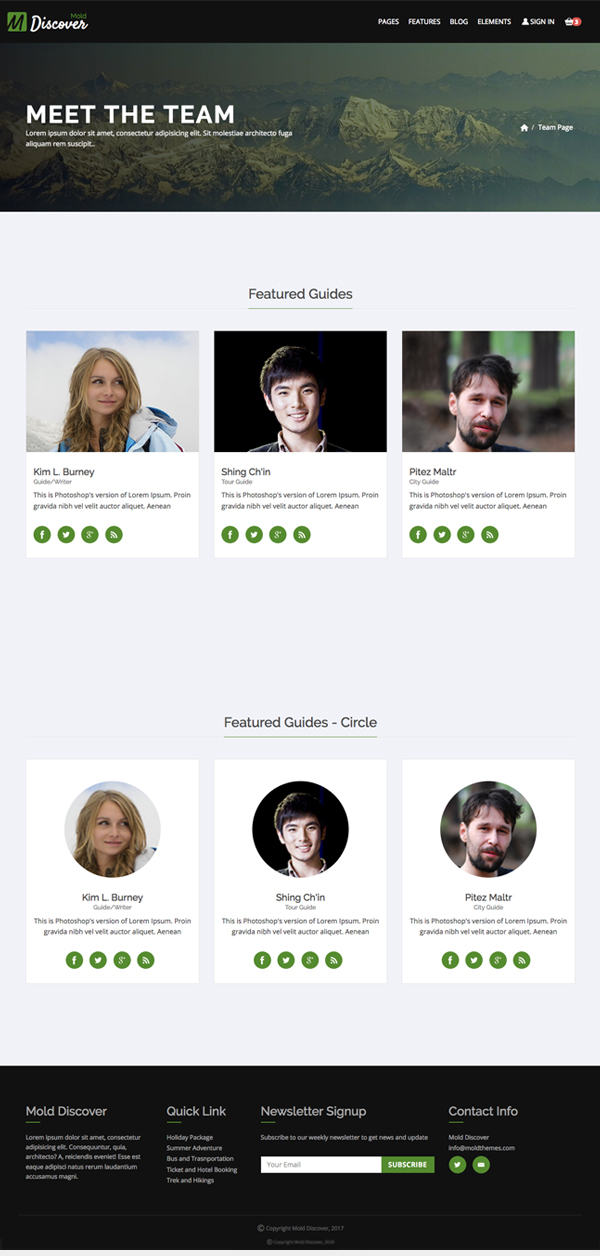 M Discover Mold
PAGES FEATURES BLOG ELEMENTS SIGN IN 3
MEET THE TEAM
Lorem ipsum dolor sit amet, consectetur adipisicing elit. Sit molestiae architecto fuga
aliquam rem suscipit..
/ Team Page
Featured Guides
Kim L. Burney
Guide/Writer
This is Photoshop's version of Lorem Ipsum. Proin
gravida nibh vel velit auctor aliquet. Aenean
Shing Ch'in
Tour Guide
This is Photoshop's version of Lorem Ipsum. Proin
gravida nibh vel velit auctor aliquet. Aenean
Pitez Maltr
City Guide
This is Photoshop's version of Lorem Ipsum. Proin
gravida nibh vel velit auctor aliquet. Aenean
Featured Guides - Circle
Kim L. Burney
Guide/Writer
This is Photoshop's version of Lorem Ipsum. Proin
gravida nibh vel velit auctor aliquet. Aenean
Shing Ch'in
Tour Guide
This is Photoshop's version of Lorem Ipsum. Proin
gravida nibh vel velit auctor aliquet. Aenean
Pitez Maltr
City Guide
This is Photoshop's version of Lorem Ipsum. Proin
gravida nibh vel velit auctor aliquet. Aenean
Mold Discover
Lorem ipsum dolor sit amet, consectetur
adipisicing elit. Consequuntur, quia,
architecto? A, reiciendis eveniet! Esse est
eaque adipisci natus rerum laudantium
accusamus magni.
Quick Link
Holiday Package
Summer Adventure
Bus and Trasnportation
Ticket and Hotel Booking
Trek and Hikings
Newsletter Signup
Subscribe to our weekly newsletter to get news and update
Your Email
SUBSCRIBE
Contact Info
Mold Discover
info@moldthemes.com
© Copyright Mold Discover, 2017
© Copyright Mold Discover,